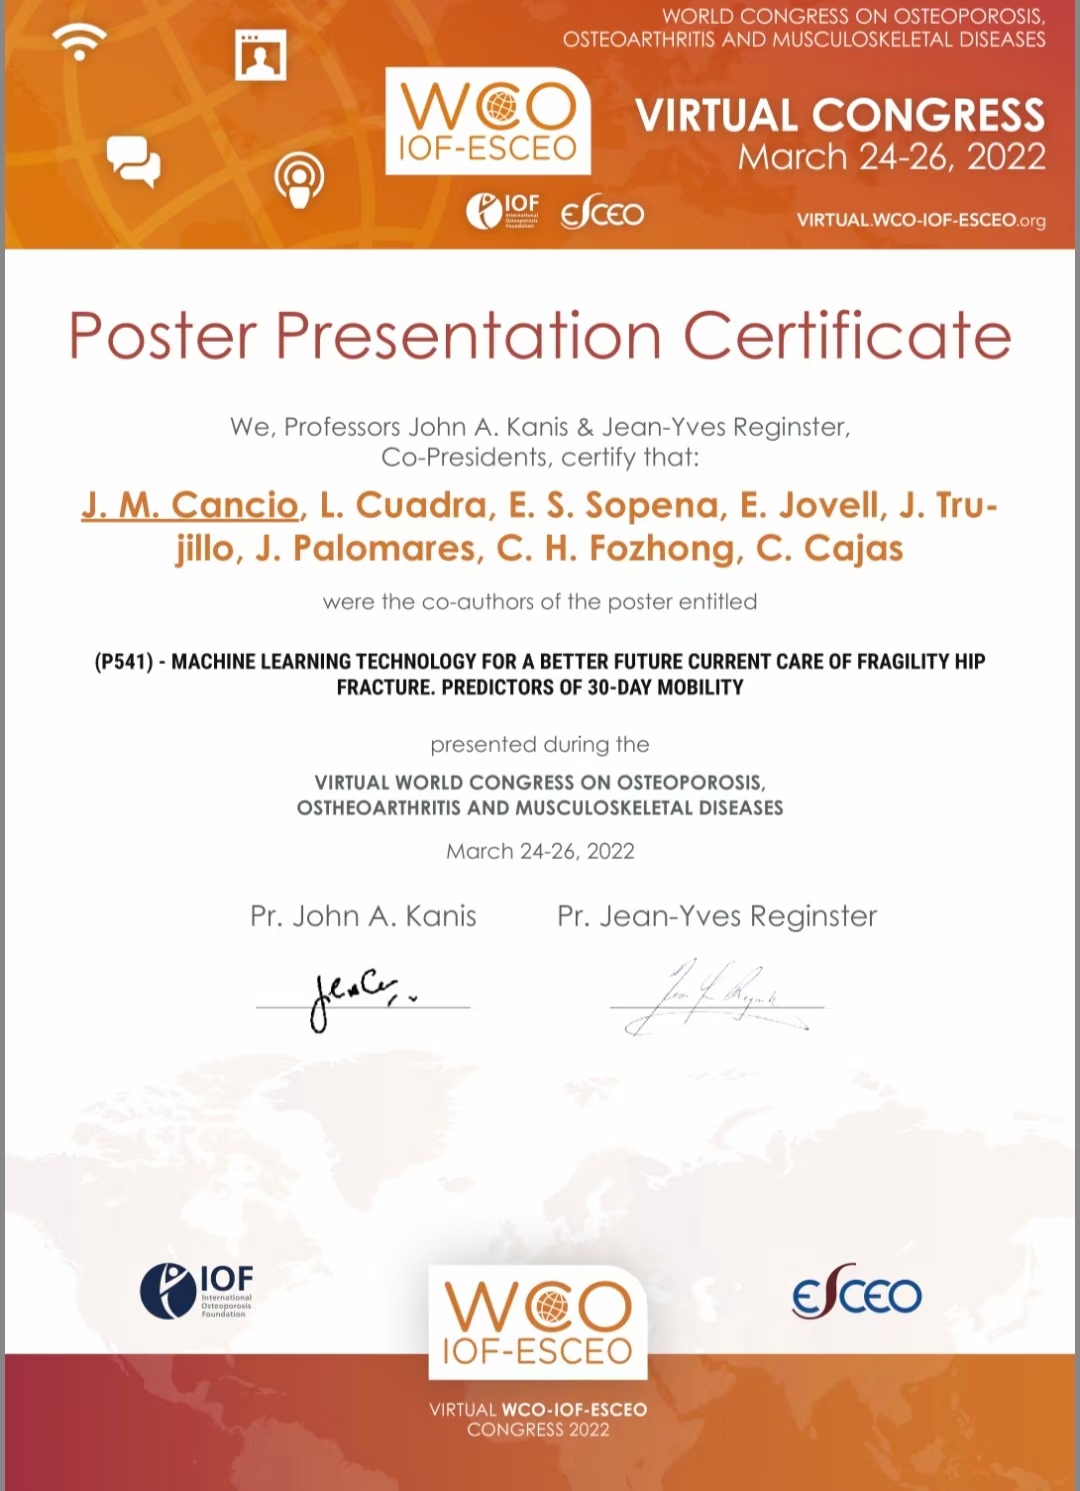 WORLD CONGRESS ON OSTEOPOROSIS,
OSTEOARTHRITIS AND MUSCULOSKELETAL DISEASES
WCO
IOF-ESCEO
VIRTUAL CONGRESS
March 24-26, 2022
IOF
International
Osteoporosis
Foundation
ESCEO
VIRTUAL.WCO-IOF-ESCEO.org
Poster Presentation Certificate
We, Professors John A. Kanis & Jean-Yves Reginster,
Co-Presidents, certify that:
J. M. Cancio, L. Cuadra, E. S. Sopena, E. Jovell, J. Tru-
jillo, J. Palomares, C. H. Fozhong, C. Cajas
were the co-authors of the poster entitled
(P541) - MACHINE LEARNING TECHNOLOGY FOR A BETTER FUTURE CURRENT CARE OF FRAGILITY HIP
FRACTURE. PREDICTORS OF 30-DAY MOBILITY
presented during the
VIRTUAL WORLD CONGRESS ON OSTEOPOROSIS,
OSTHEOARTHRITIS AND MUSCULOSKELETAL DISEASES
March 24-26, 2022
Pr. John A. Kanis Pr. Jean-Yves Reginster
IOF
International
Osteoporosis
Foundation
WCO
IOF-ESCEO
ESCEO
VIRTUAL WCO-IOF-ESCEO
CONGRESS 2022